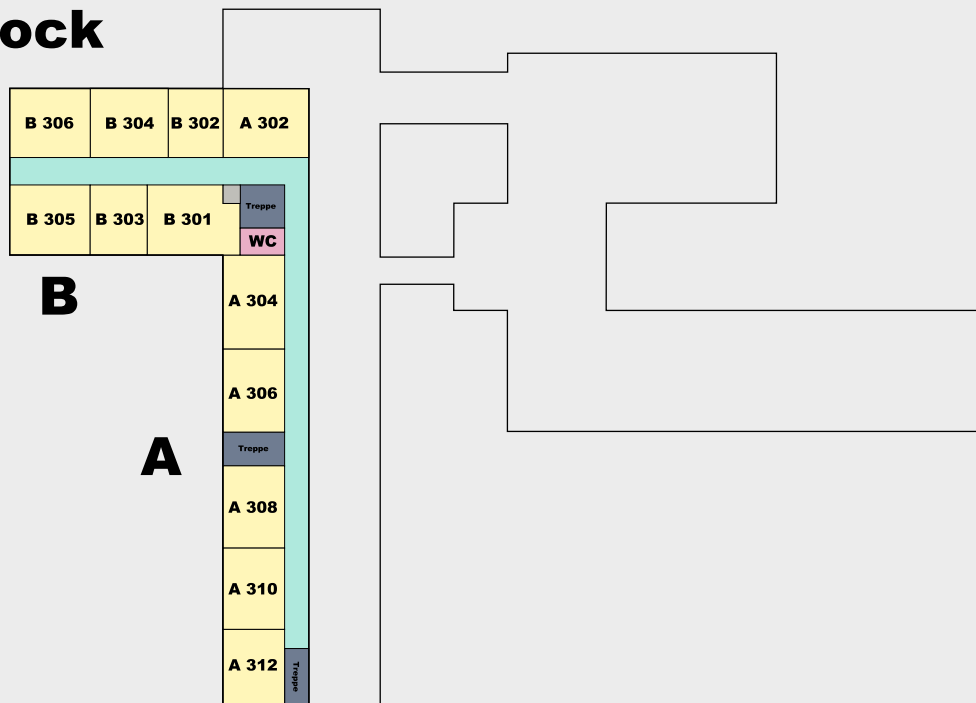 ock
B 306
B 304
B 302
A 302
B 305
B 303
B 301
Treppe
WC
B
A 304
A 306
A
Treppe
A 308
A 310
A 312
Treppe